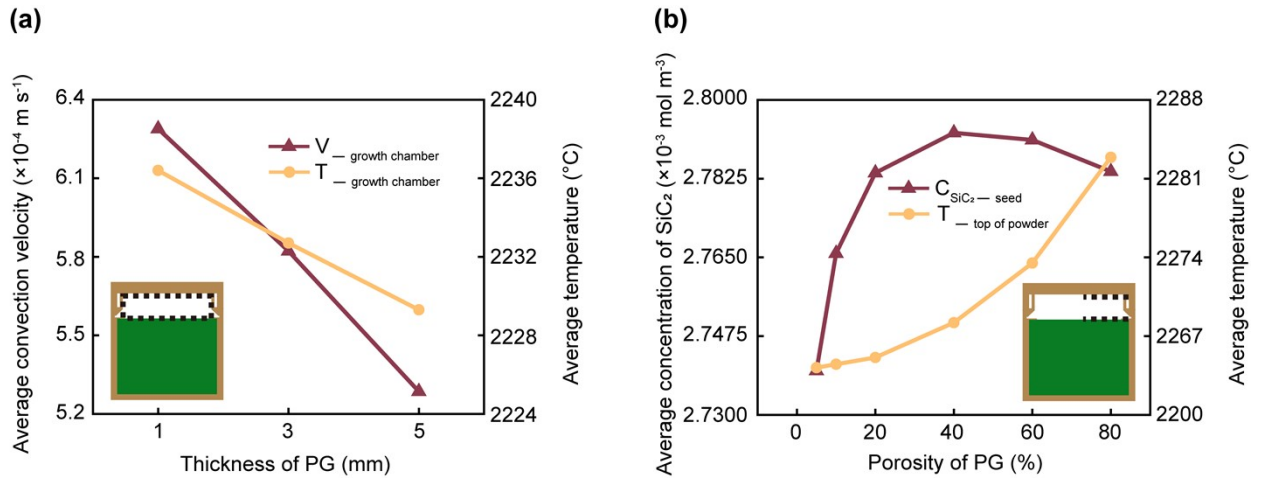 (a)
Average convection velocity (×10⁻⁴ m s⁻¹)
6.4
6.1
5.8
5.5
5.2
V_ growth chamber
T_ growth chamber
2240
2236
2232
2228
2224
Average temperature (°C)
1 3 5
Thickness of PG (mm)
(b)
Average concentration of SiC₂ (×10⁻³ mol m⁻³)
2.8000
2.7825
2.7650
2.7475
2.7300
C SiC₂ — seed
T — top of powder
2288
2281
2274
2267
2200
Average temperature (°C)
0 20 40 60 80
Porosity of PG (%)